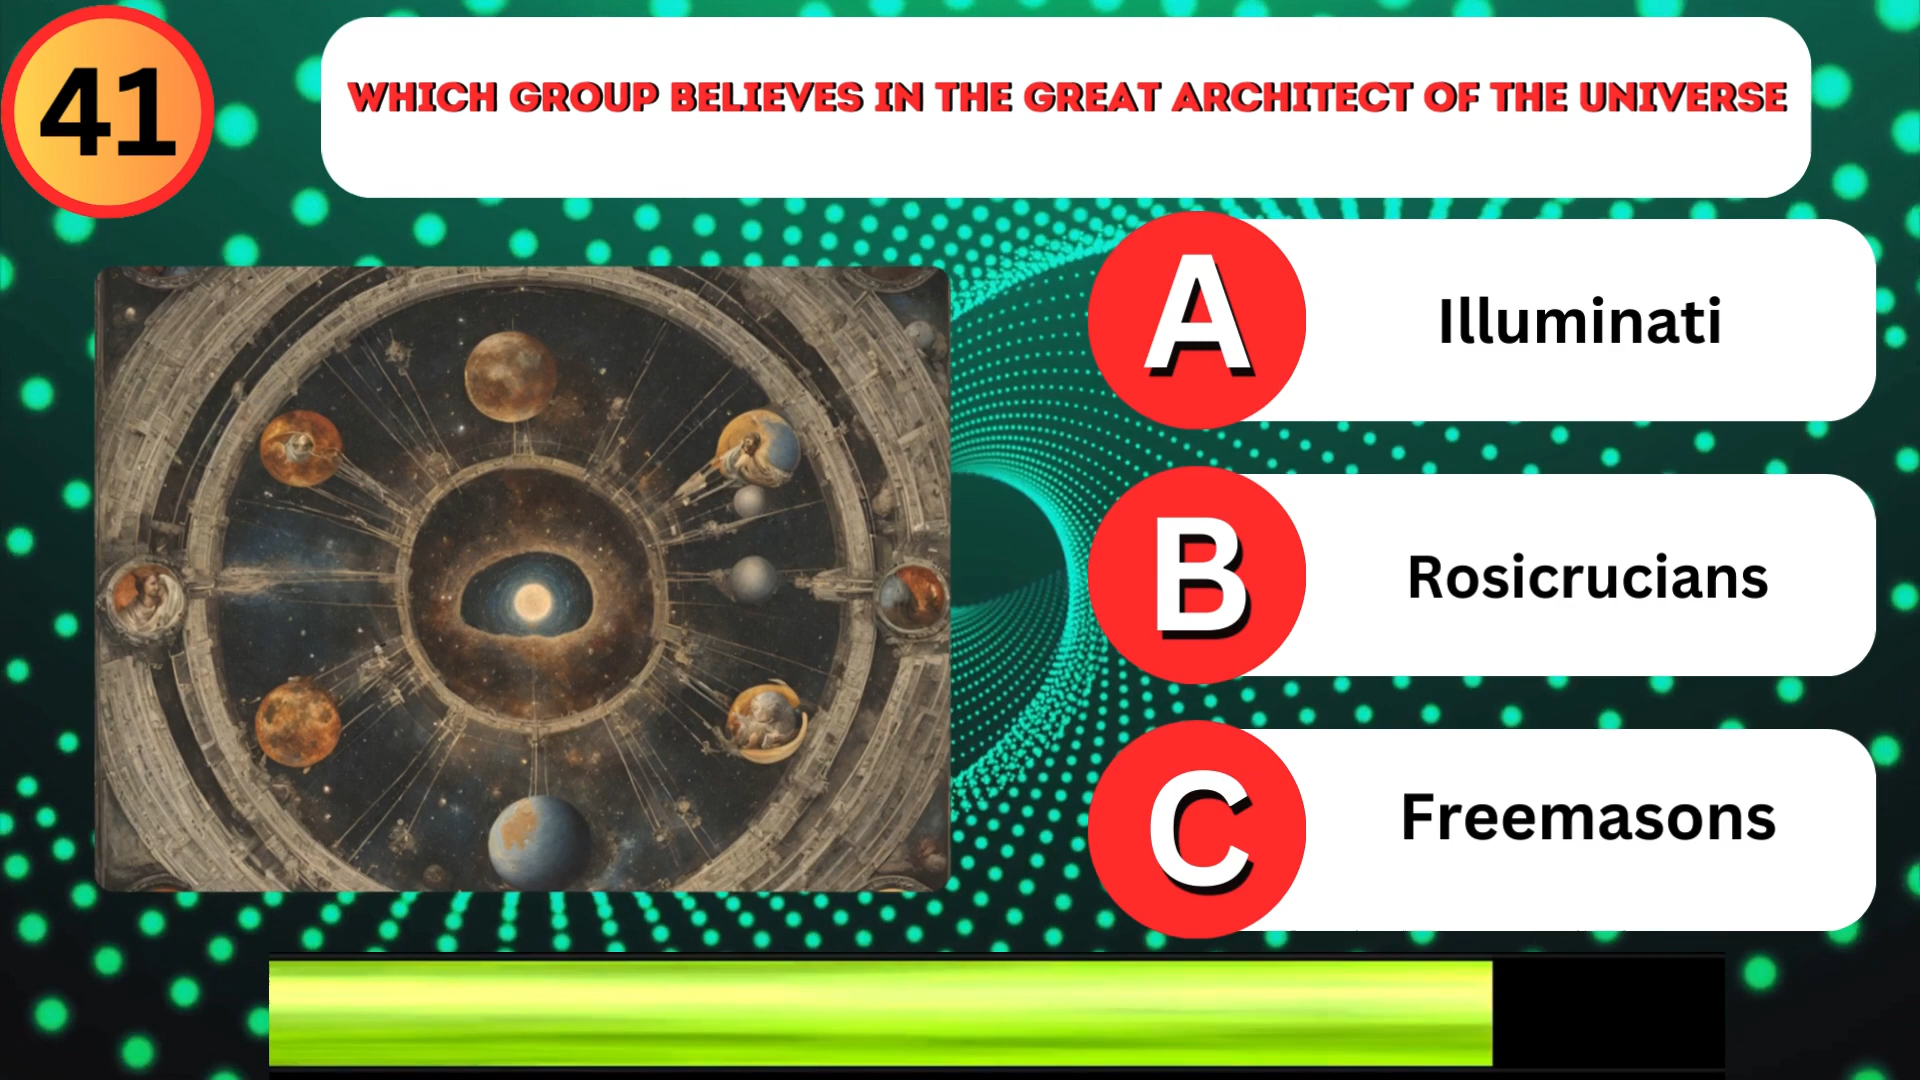 41
WHICH GROUP BELIEVES IN THE GREAT ARCHITECT OF THE UNIVERSE
A
Illuminati
B
Rosicrucians
C
Freemasons